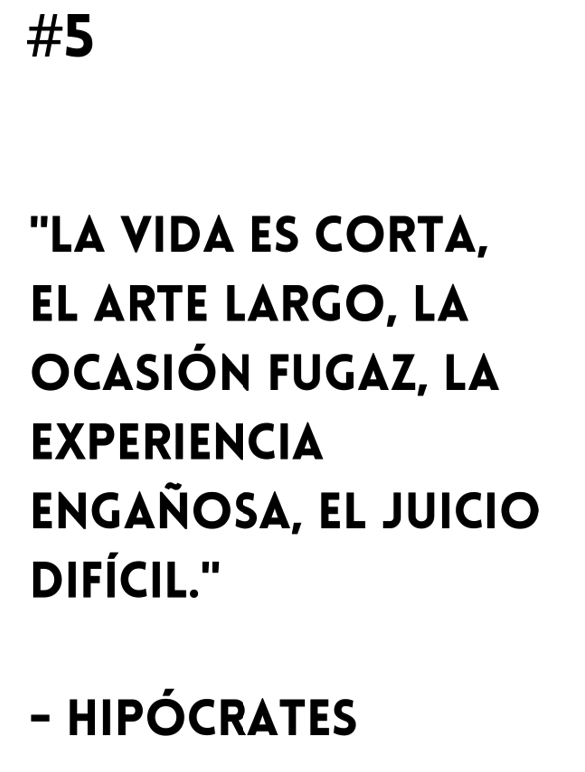 #5
"LA VIDA ES CORTA,
EL ARTE LARGO, LA
OCASIÓN FUGAZ, LA
EXPERIENCIA
ENGAÑOSA, EL JUICIO
DIFÍCIL."
- HIPÓCRATES